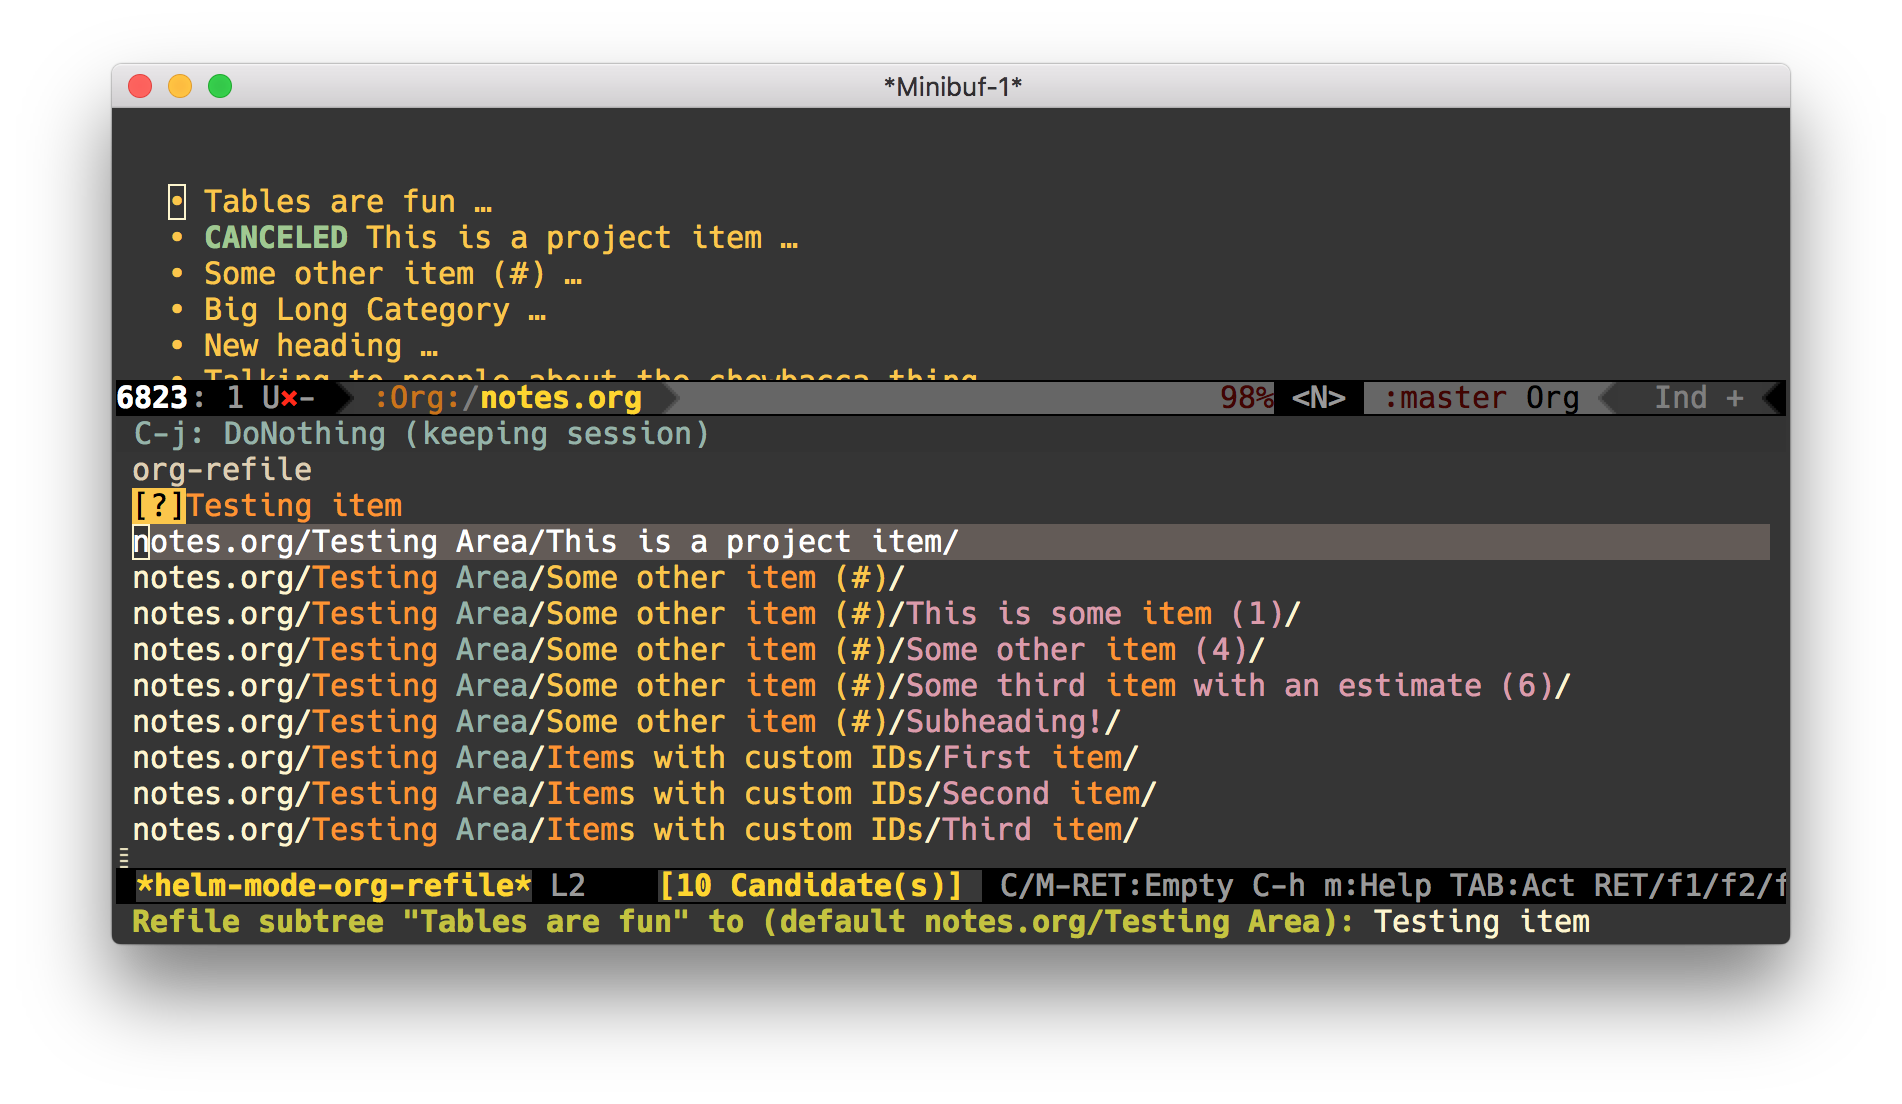 *Minibuf-1*
• Tables are fun …
• CANCELED This is a project item …
• Some other item (#) …
• Big Long Category …
• New heading …
• Talking to people about the chewbacca thing
6823: 1 U✖- :Org:/notes.org 98% <N> :master Org Ind +
C-j: DoNothing (keeping session)
org-refile
[?]Testing item
notes.org/Testing Area/This is a project item/
notes.org/Testing Area/Some other item (#)/
notes.org/Testing Area/Some other item (#)/This is some item (1)/
notes.org/Testing Area/Some other item (#)/Some other item (4)/
notes.org/Testing Area/Some other item (#)/Some third item with an estimate (6)/
notes.org/Testing Area/Some other item (#)/Subheading!/
notes.org/Testing Area/Items with custom IDs/First item/
notes.org/Testing Area/Items with custom IDs/Second item/
notes.org/Testing Area/Items with custom IDs/Third item/
*helm-mode-org-refile* L2 [10 Candidate(s)] C/M-RET:Empty C-h m:Help TAB:Act RET/f1/f2/f
Refile subtree "Tables are fun" to (default notes.org/Testing Area): Testing item